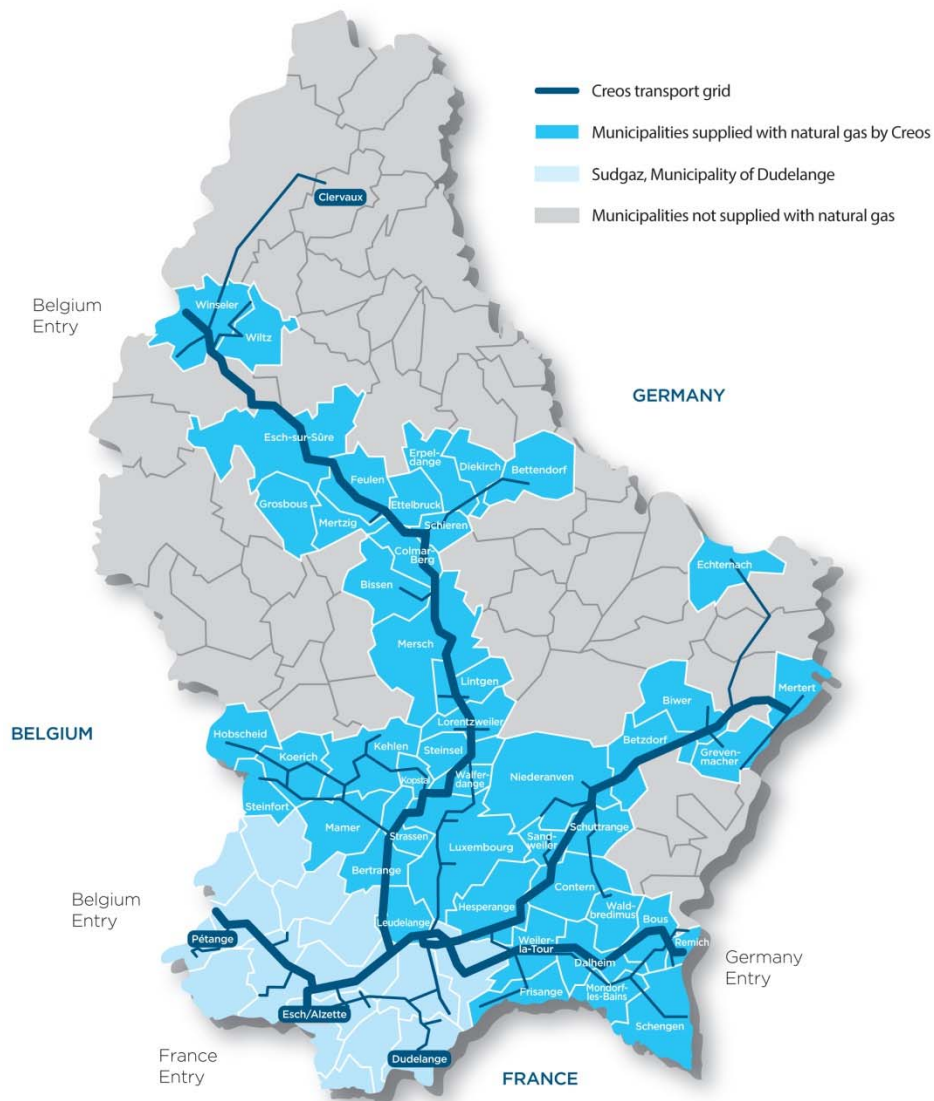 Creos transport grid
Municipalities supplied with natural gas by Creos
Sudgaz, Municipality of Dudelange
Municipalities not supplied with natural gas
Clervaux
Belgium
Entry
Winseler
Wiltz
GERMANY
Esch-sur-Sûre
Erpel-
dange
Diekirch
Bettendorf
Feulen
Ettelbruck
Grosbous
Mertzig
Schieren
Colmar-
Berg
Echternach
Bissen
Mersch
Lintgen
Mertert
Biwer
Lorentzweiler
BELGIUM
Hobscheid
Kehlen
Steinsel
Betzdorf
Greven-
macher
Koerich
Kopstal
Walfer-
dange
Niederanven
Steinfort
Mamer
Strassen
Sand-
weiler
Schuttrange
Luxembourg
Bertrange
Contern
Belgium
Entry
Hesperange
Wald-
bredimus
Bous
Leudelange
Pétange
Weiler-
la-Tour
Remich
Dalheim
Germany
Entry
Frisange
Mondorf-
les-Bains
Esch/Alzette
Schengen
France
Entry
Dudelange
FRANCE